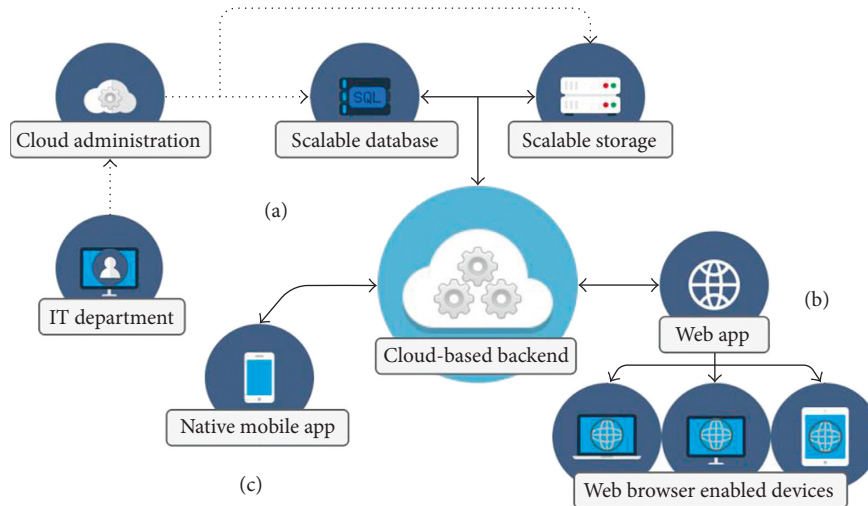 SQL
Cloud administration
Scalable database
Scalable storage
(a)
IT department
Cloud-based backend
(b)
Web app
Native mobile app
(c)
Web browser enabled devices